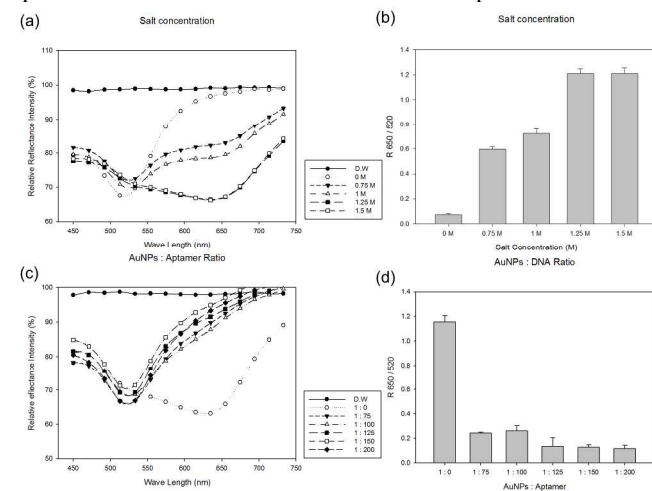 (a)
Salt concentration
Relative Reflectance Intensity (%)
110
100
90
80
70
60
450 500 550 600 650 700 750
Wave Length (nm)
D.W
0 M
0.75 M
1 M
1.25 M
1.5 M
(b)
Salt concentration
R 650 / 520
1.4
1.2
1.0
0.8
0.6
0.4
0.2
0.0
0 M 0.75 M 1 M 1.25 M 1.5 M
Salt Concentration (M)
(c)
AuNPs : Aptamer Ratio
Relative eflectance Intensity (%)
100
90
80
70
60
50
450 500 550 600 650 700 750
Wave Length (nm)
D.W
1 : 0
1 : 75
1 : 100
1 : 125
1 : 150
1 : 200
(d)
AuNPs : DNA Ratio
R 650 / 520
1.4
1.2
1.0
0.8
0.6
0.4
0.2
0.0
1 : 0 1 : 75 1 : 100 1 : 125 1 : 150 1 : 200
AuNPs : Aptamer